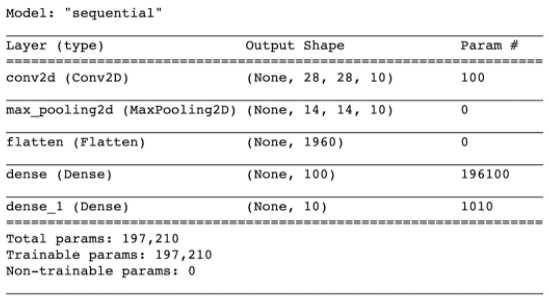 Model: "sequential"
Layer (type) Output Shape Param #
conv2d (Conv2D) (None, 28, 28, 10) 100
max_pooling2d (MaxPooling2D) (None, 14, 14, 10) 0
flatten (Flatten) (None, 1960) 0
dense (Dense) (None, 100) 196100
dense_1 (Dense) (None, 10) 1010
Total params: 197,210
Trainable params: 197,210
Non-trainable params: 0